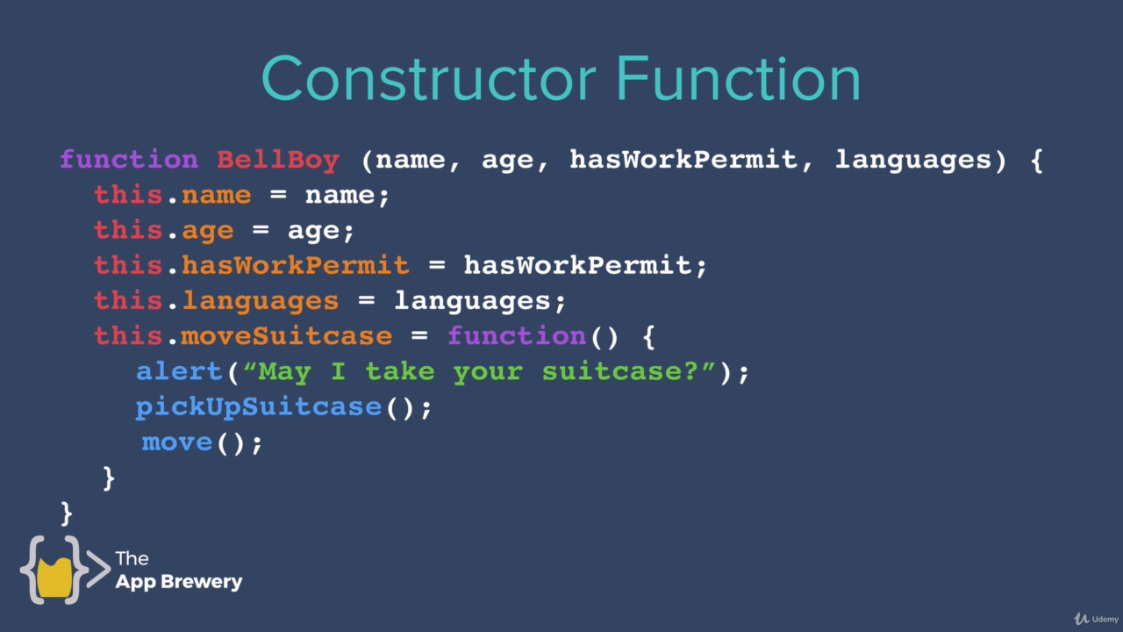 Constructor Function
function BellBoy (name, age, hasWorkPermit, languages) {
this.name = name;
this.age = age;
this.hasWorkPermit = hasWorkPermit;
this.languages = languages;
this.moveSuitcase = function() {
alert(“May I take your suitcase?”);
pickUpSuitcase();
move();
}
}
The
App Brewery
Udemy